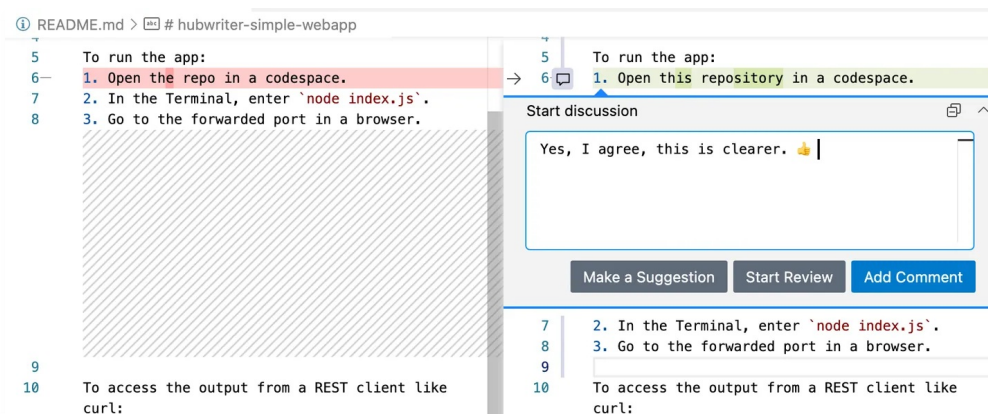 README.md > abc # hubwriter-simple-webapp
4
5 To run the app:
6— 1. Open the repo in a codespace.
7 2. In the Terminal, enter `node index.js`.
8 3. Go to the forwarded port in a browser.
9
10 To access the output from a REST client like
curl:
4
5 To run the app:
→ 6 1. Open this repository in a codespace.
Start discussion
Yes, I agree, this is clearer. 👍
Make a Suggestion Start Review Add Comment
7 2. In the Terminal, enter `node index.js`.
8 3. Go to the forwarded port in a browser.
9
10 To access the output from a REST client like
curl: